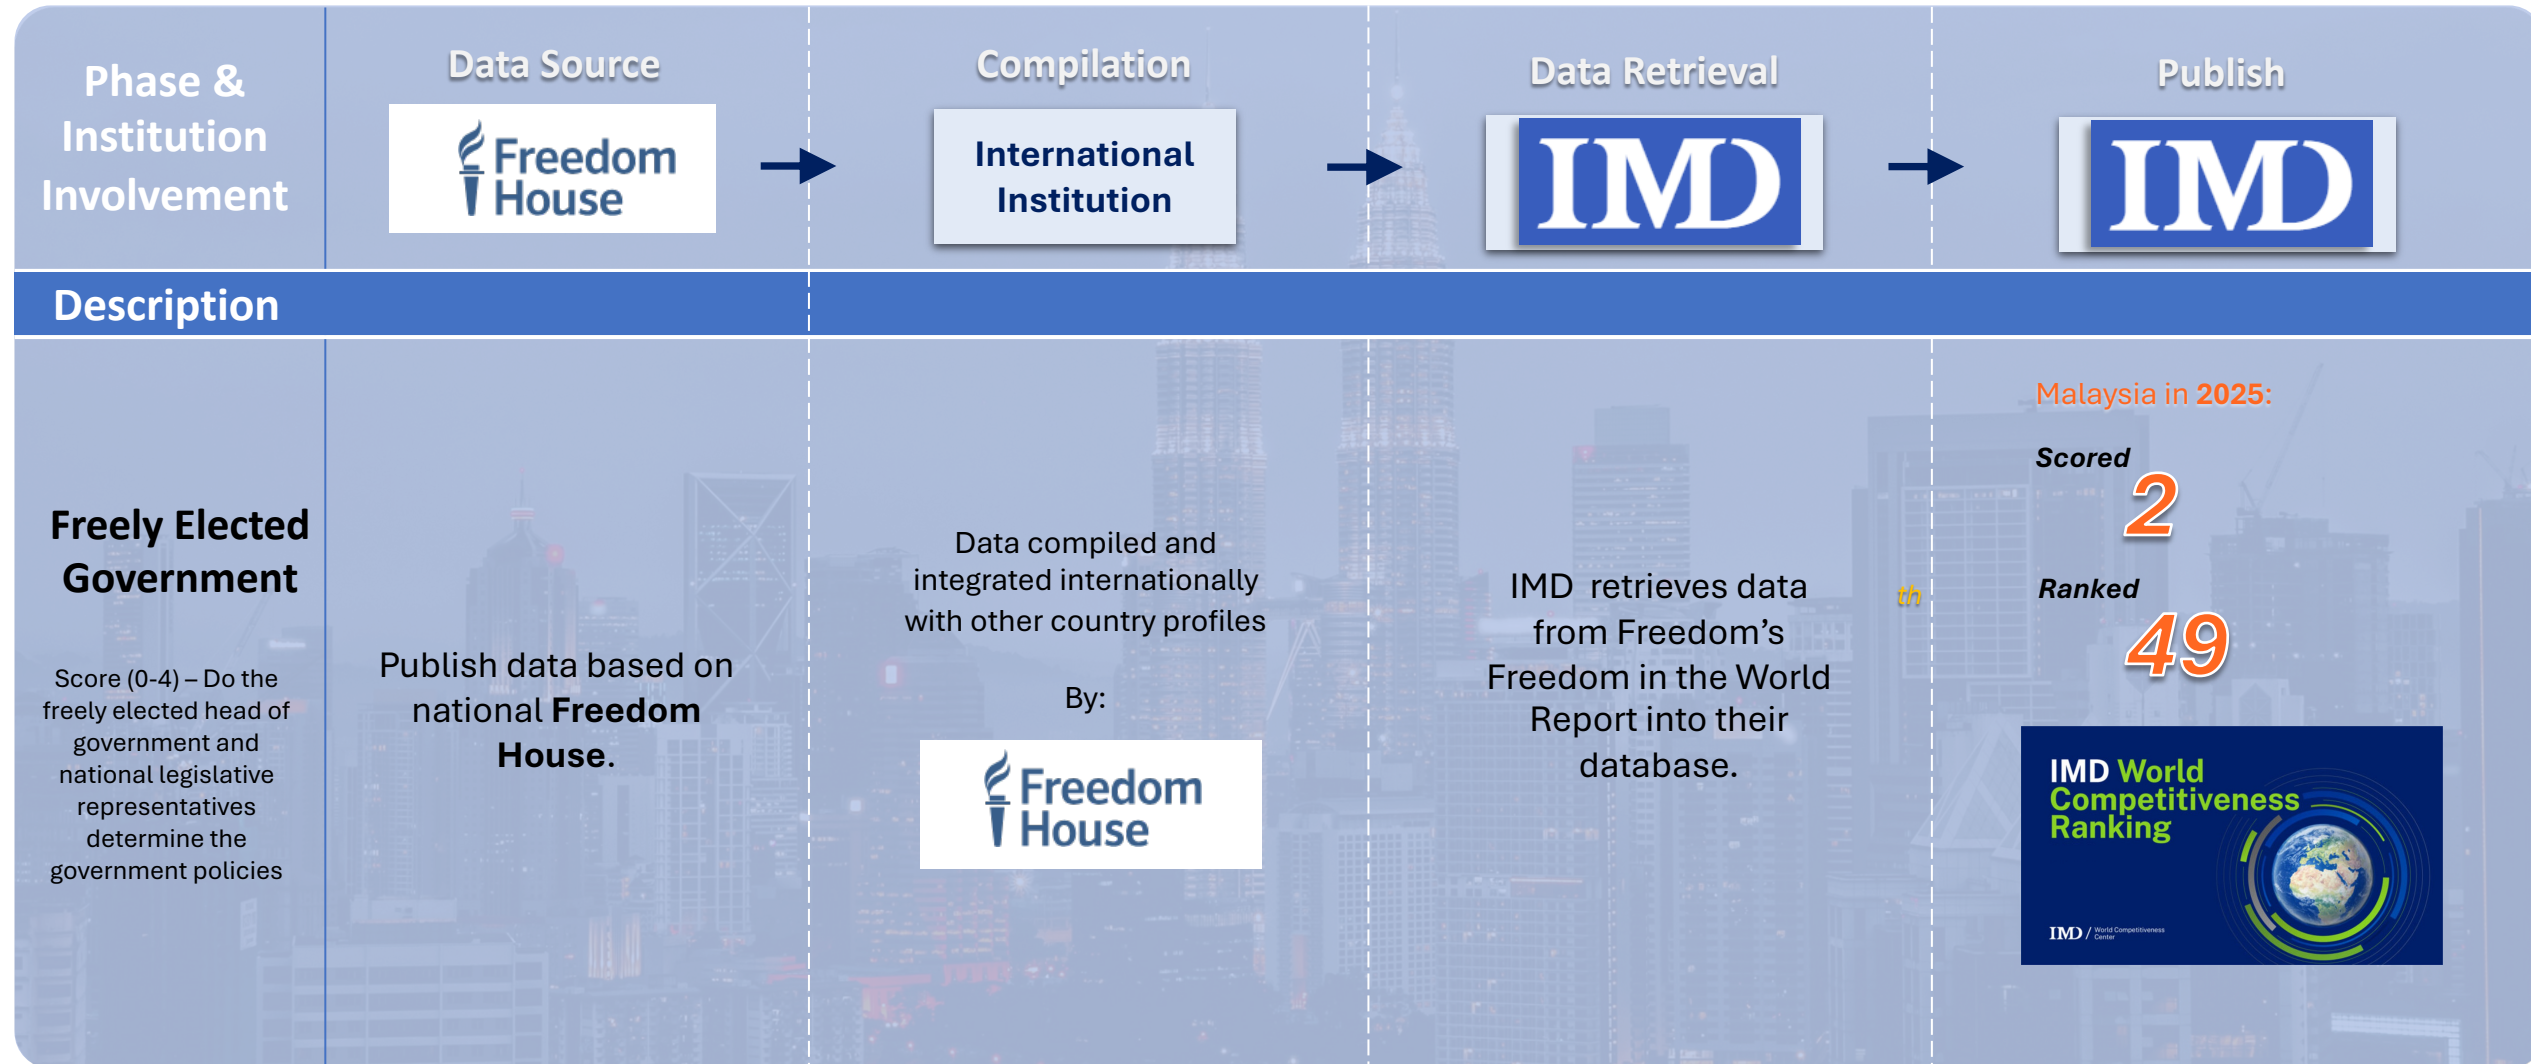 Phase &
Institution
Involvement
Data Source
Freedom
House
Compilation
International
Institution
Data Retrieval
IMD
Publish
IMD
Description
Freely Elected
Government
Score (0-4) – Do the
freely elected head of
government and
national legislative
representatives
determine the
government policies
Publish data based on
national Freedom
House.
Data compiled and
integrated internationally
with other country profiles
By:
Freedom
House
IMD  retrieves data
from Freedom’s
Freedom in the World
Report into their
database.
th
Malaysia in 2025:
Scored
2
Ranked
49
IMD World
Competitiveness
Ranking
IMD / World Competitiveness
Center